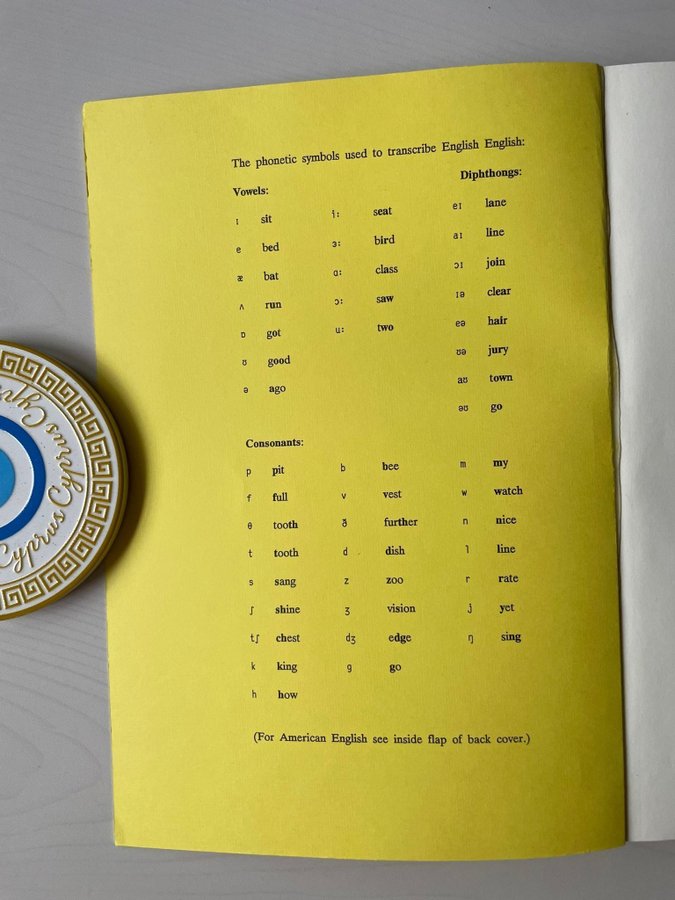 The phonetic symbols used to transcribe English English:
Vowels: Diphthongs:
ɪ sit iː seat eɪ lane
e bed ɜː bird aɪ line
æ bat ɑː class ɔɪ join
ʌ run ɔː saw ɪə clear
ɒ got uː two eə hair
ʊ good ʊə jury
ə ago aʊ town
əʊ go
Consonants:
p pit b bee m my
f full v vest w watch
θ tooth ð further n nice
t tooth d dish l line
s sang z zoo r rate
ʃ shine ʒ vision j yet
tʃ chest dʒ edge ŋ sing
k king g go
h how
(For American English see inside flap of back cover.)
Cyprus Cyprus Cyprus